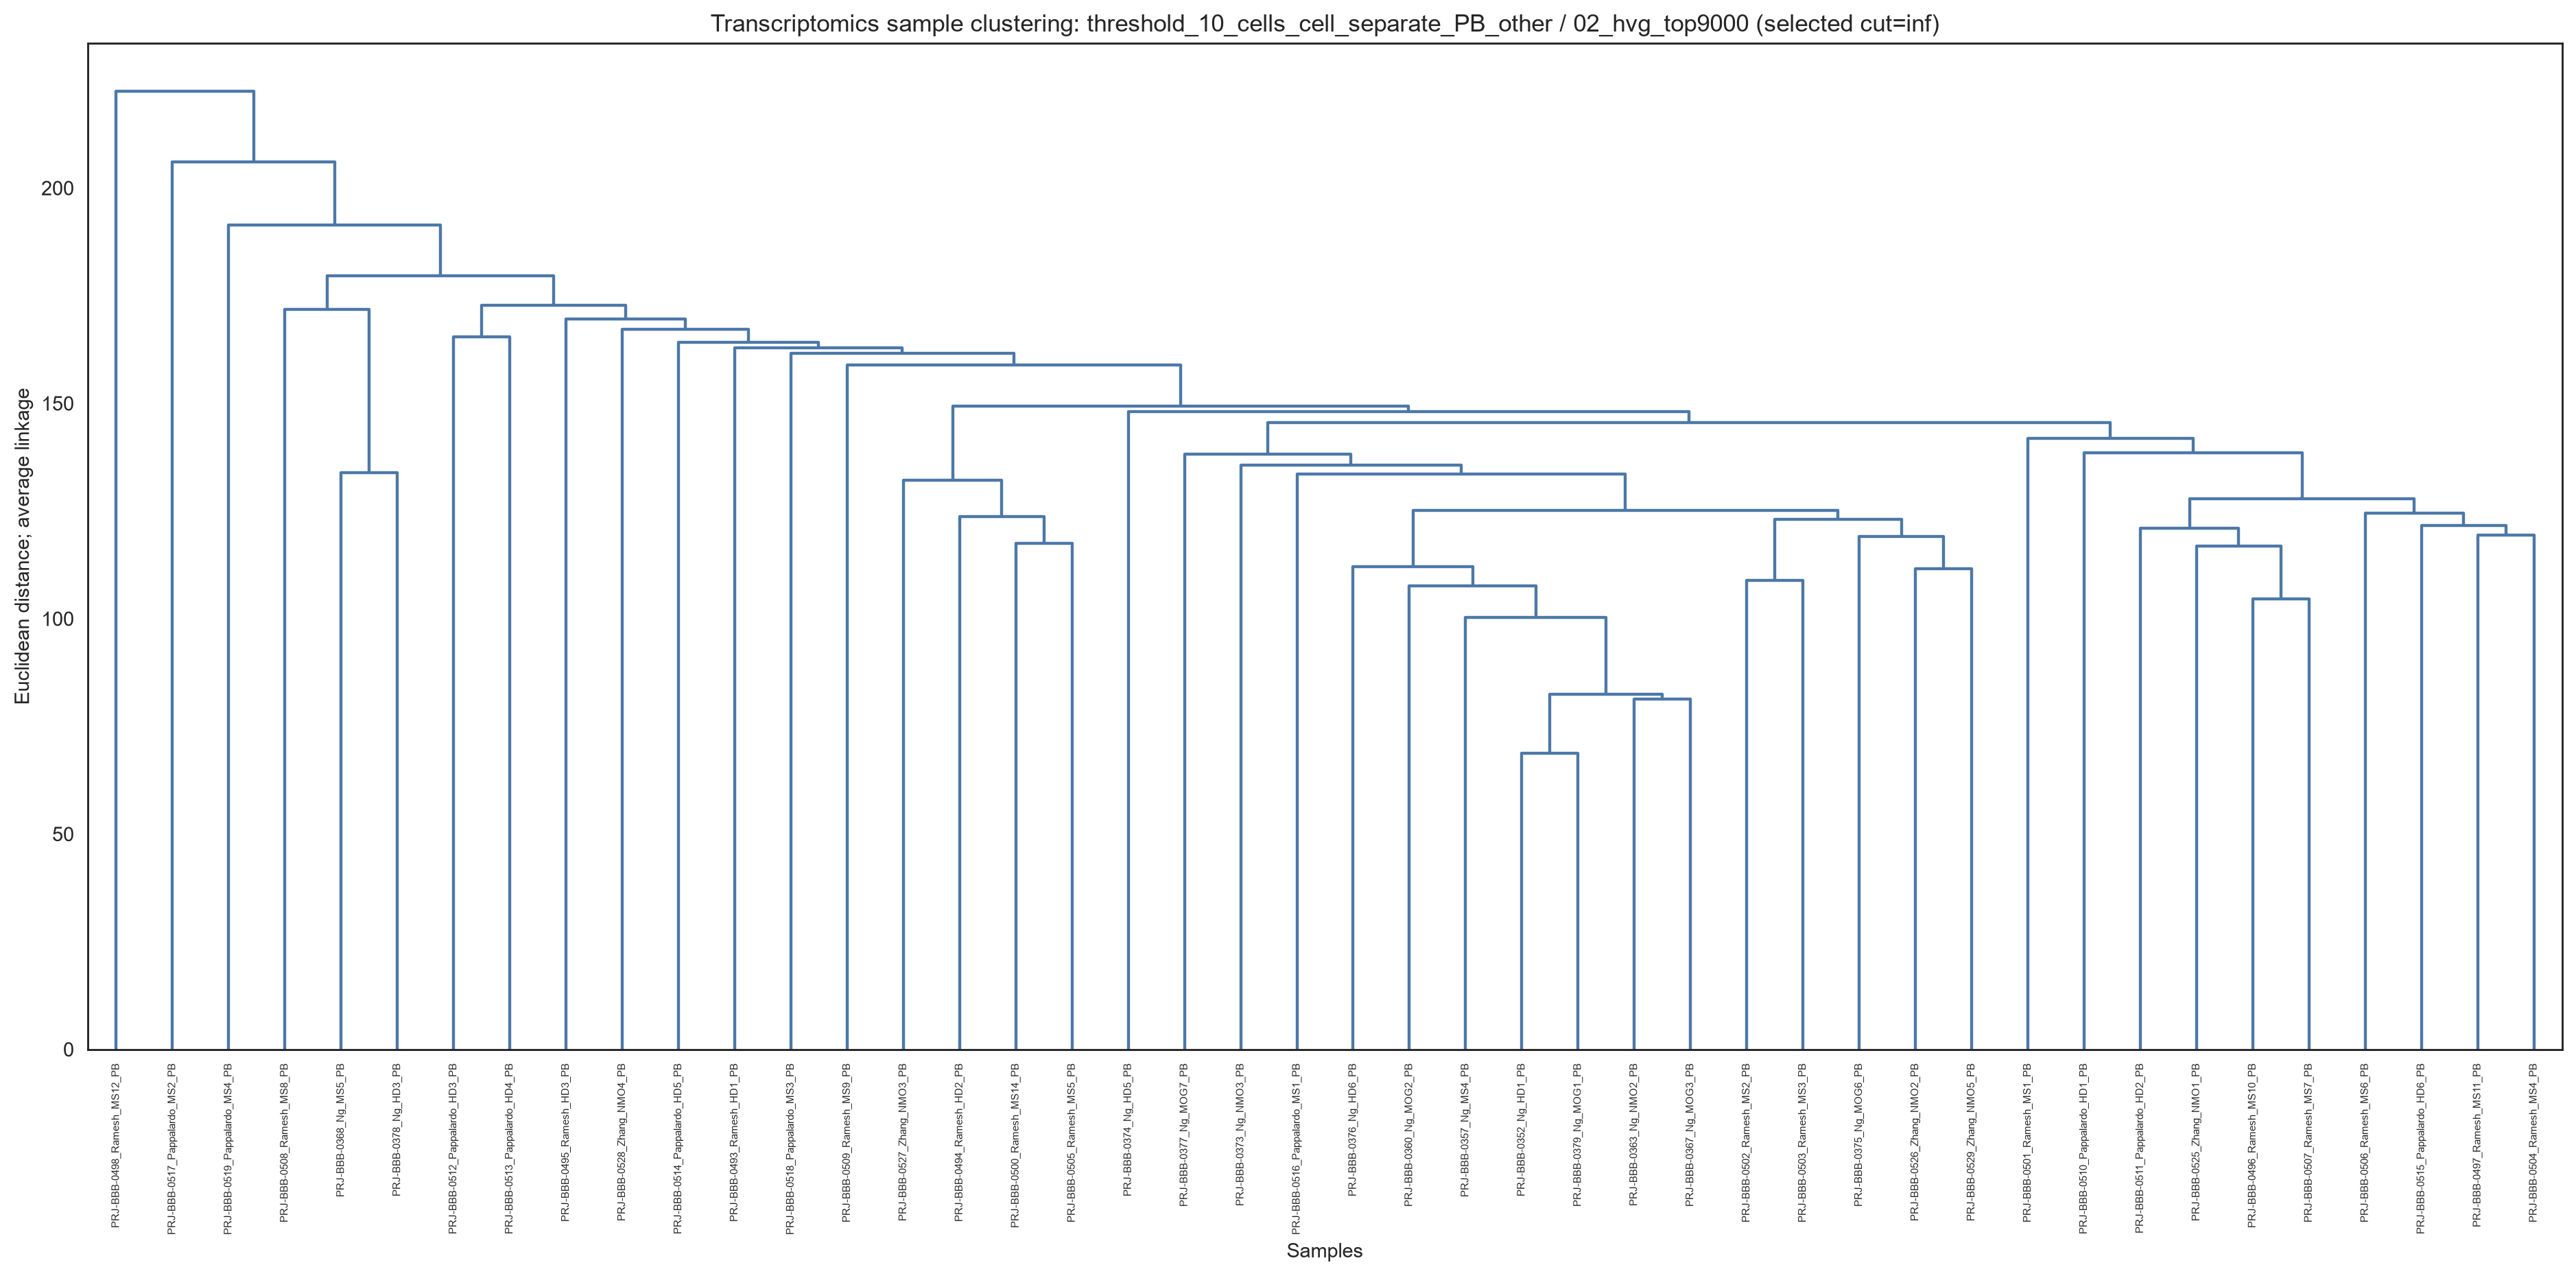 Transcriptomics sample clustering: threshold_10_cells_cell_separate_PB_other / 02_hvg_top9000 (selected cut=inf)
Euclidean distance; average linkage
200
150
100
50
0
PRJ-BBB-0498_Ramesh_MS12_PB
PRJ-BBB-0517_Pappalardo_MS2_PB
PRJ-BBB-0519_Pappalardo_MS4_PB
PRJ-BBB-0508_Ramesh_MS8_PB
PRJ-BBB-0368_Ng_MS5_PB
PRJ-BBB-0378_Ng_HD3_PB
PRJ-BBB-0512_Pappalardo_HD3_PB
PRJ-BBB-0513_Pappalardo_HD4_PB
PRJ-BBB-0495_Ramesh_HD3_PB
PRJ-BBB-0528_Zhang_NMO4_PB
PRJ-BBB-0514_Pappalardo_HD5_PB
PRJ-BBB-0493_Ramesh_HD1_PB
PRJ-BBB-0518_Pappalardo_MS3_PB
PRJ-BBB-0509_Ramesh_MS9_PB
PRJ-BBB-0527_Zhang_NMO3_PB
PRJ-BBB-0494_Ramesh_HD2_PB
PRJ-BBB-0500_Ramesh_MS14_PB
PRJ-BBB-0505_Ramesh_MS5_PB
PRJ-BBB-0374_Ng_HD5_PB
PRJ-BBB-0377_Ng_MOG7_PB
PRJ-BBB-0373_Ng_NMO3_PB
PRJ-BBB-0516_Pappalardo_MS1_PB
PRJ-BBB-0376_Ng_HD6_PB
PRJ-BBB-0360_Ng_MOG2_PB
PRJ-BBB-0357_Ng_MS4_PB
PRJ-BBB-0352_Ng_HD1_PB
PRJ-BBB-0379_Ng_MOG1_PB
PRJ-BBB-0363_Ng_NMO2_PB
PRJ-BBB-0367_Ng_MOG3_PB
PRJ-BBB-0502_Ramesh_MS2_PB
PRJ-BBB-0503_Ramesh_MS3_PB
PRJ-BBB-0375_Ng_MOG6_PB
PRJ-BBB-0526_Zhang_NMO2_PB
PRJ-BBB-0529_Zhang_NMO5_PB
PRJ-BBB-0501_Ramesh_MS1_PB
PRJ-BBB-0510_Pappalardo_HD1_PB
PRJ-BBB-0511_Pappalardo_HD2_PB
PRJ-BBB-0525_Zhang_NMO1_PB
PRJ-BBB-0496_Ramesh_MS10_PB
PRJ-BBB-0507_Ramesh_MS7_PB
PRJ-BBB-0506_Ramesh_MS6_PB
PRJ-BBB-0515_Pappalardo_HD6_PB
PRJ-BBB-0497_Ramesh_MS11_PB
PRJ-BBB-0504_Ramesh_MS4_PB
Samples